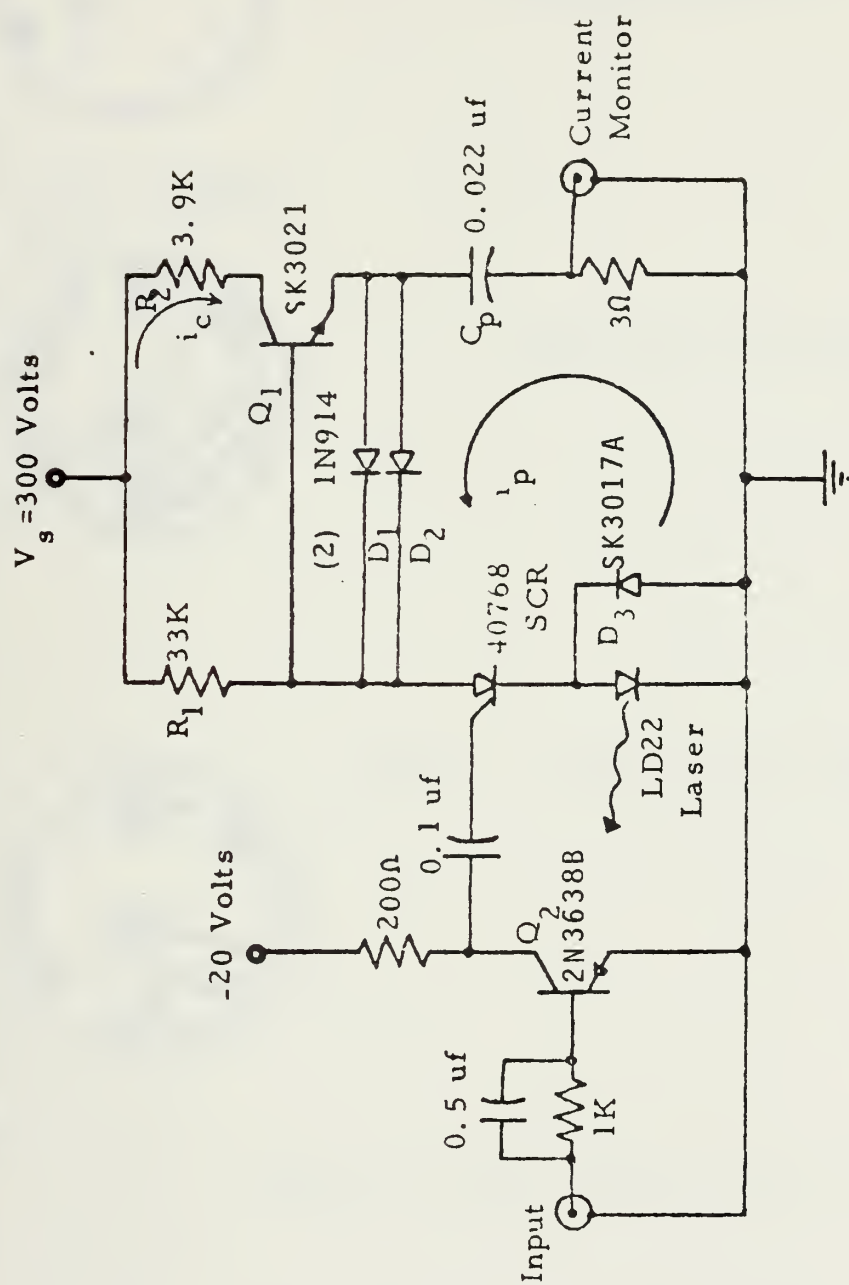 V_s = 300 Volts
R_1
33K
R_2
3.9K
i_c
Q_1
SK3021
(2) 1N914
D_1
D_2
C_p
0.022 uf
Current
Monitor
3Ω
i_p
40768
SCR
D_3
SK3017A
LD22
Laser
0.1 uf
-20 Volts
200Ω
Q_2
2N3638B
0.5 uf
1K
Input